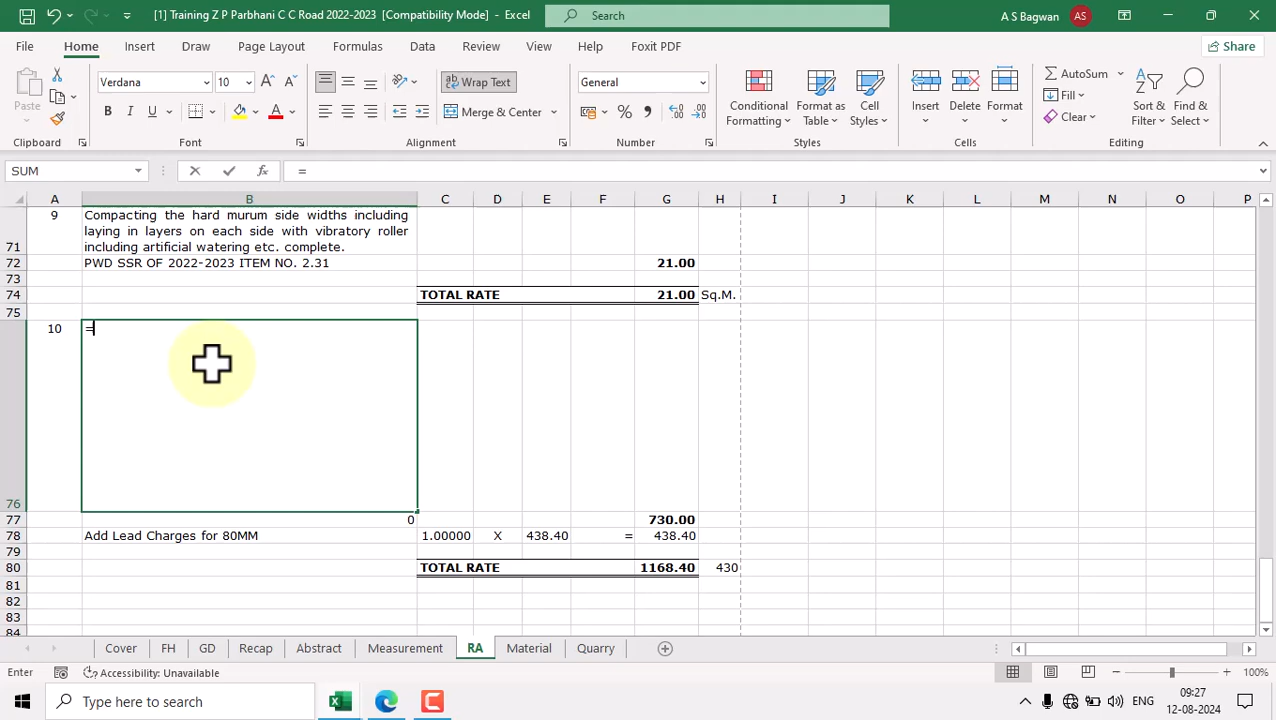 [1] Training Z P Parbhani C C Road 2022-2023 [Compatibility Mode] - Excel
Search
A S Bagwan
AS
File Home Insert Draw Page Layout Formulas Data Review View Help Foxit PDF
Share
Paste
Verdana 10 A A
B I U A
ab Wrap Text
Merge & Center
General
% 9
Conditional Formatting
Format as Table
Cell Styles
Insert Delete Format
AutoSum
Fill
Clear
Sort & Filter
Find & Select
Clipboard Font Alignment Number Styles Cells Editing
SUM fx =
A B C D E F G H I J K L M N O P
9 Compacting the hard murum side widths including
laying in layers on each side with vibratory roller
71 including artificial watering etc. complete.
72 PWD SSR OF 2022-2023 ITEM NO. 2.31 21.00
73
74 TOTAL RATE 21.00 Sq.M.
75
10 =
76
77 0 730.00
78 Add Lead Charges for 80MM 1.00000 X 438.40 = 438.40
79
80 TOTAL RATE 1168.40 430
81
82
83
84
Cover FH GD Recap Abstract Measurement RA Material Quarry
Enter Accessibility: Unavailable 100%
Type here to search
ENG
09:27
12-08-2024